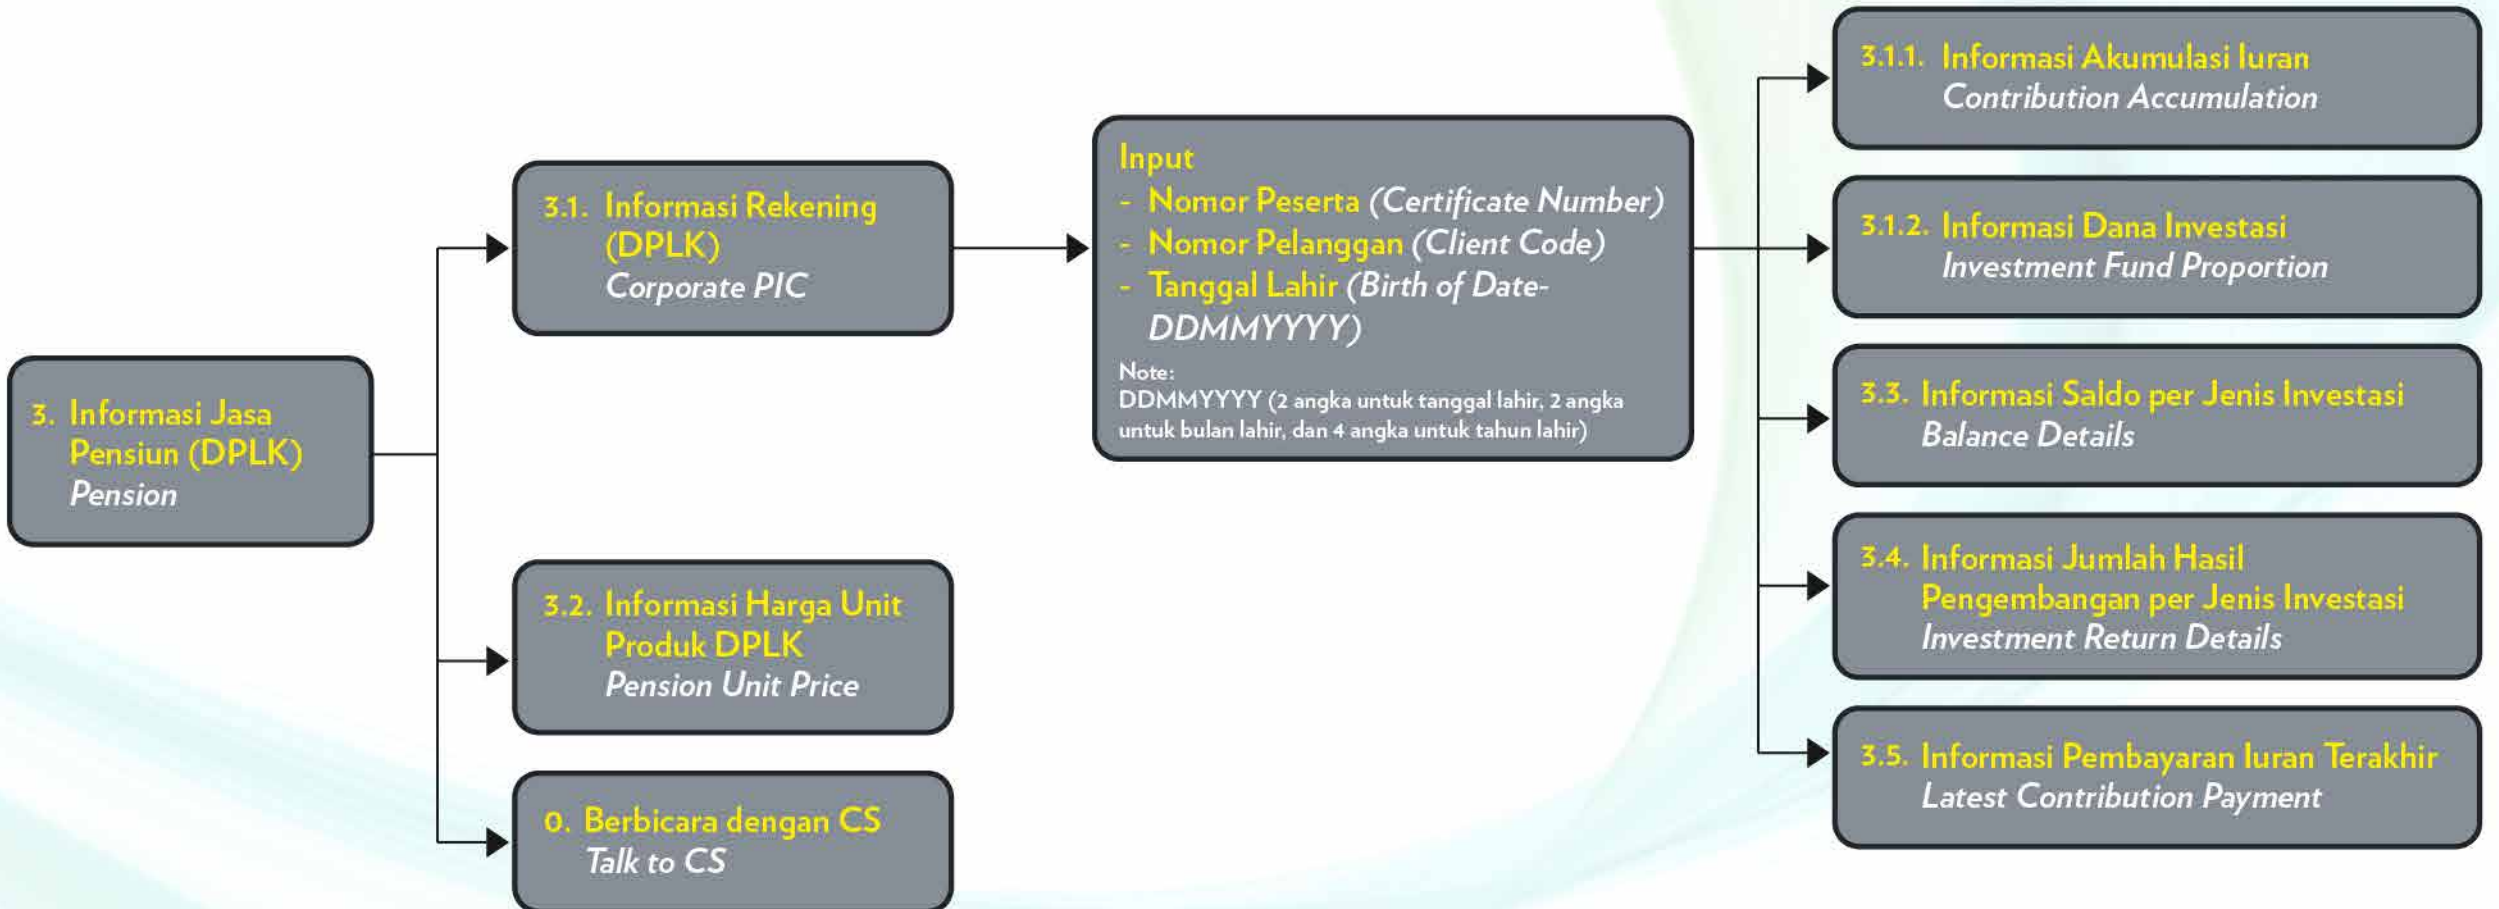 3. Informasi Jasa
Pensiun (DPLK)
Pension
3.1. Informasi Rekening
(DPLK)
Corporate PIC
3.2. Informasi Harga Unit
Produk DPLK
Pension Unit Price
0. Berbicara dengan CS
Talk to CS
Input
- Nomor Peserta (Certificate Number)
- Nomor Pelanggan (Client Code)
- Tanggal Lahir (Birth of Date-
DDMMYYYY)
Note:
DDMMYYYY (2 angka untuk tanggal lahir, 2 angka
untuk bulan lahir, dan 4 angka untuk tahun lahir)
3.1.1. Informasi Akumulasi Iuran
Contribution Accumulation
3.1.2. Informasi Dana Investasi
Investment Fund Proportion
3.3. Informasi Saldo per Jenis Investasi
Balance Details
3.4. Informasi Jumlah Hasil
Pengembangan per Jenis Investasi
Investment Return Details
3.5. Informasi Pembayaran Iuran Terakhir
Latest Contribution Payment